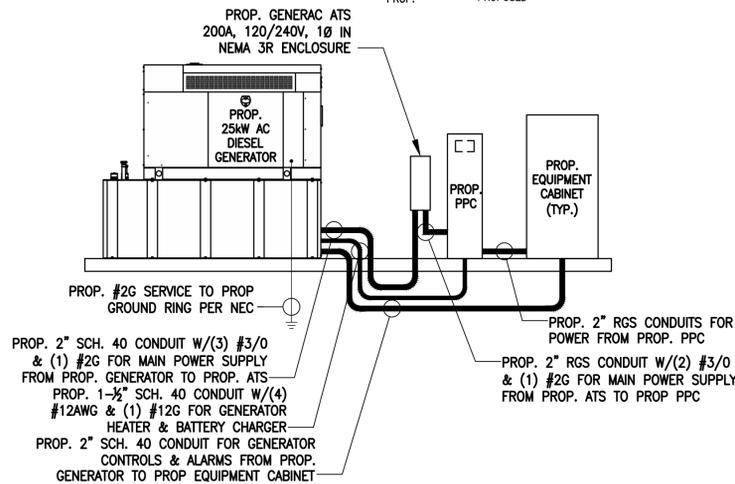 PROP. GENERAC ATS
200A, 120/240V, 1Ø IN
NEMA 3R ENCLOSURE
PROP.
25kW AC
DIESEL
GENERATOR
PROP.
PPC
PROP.
EQUIPMENT
CABINET
(TYP.)
PROP. #2G SERVICE TO PROP
GROUND RING PER NEC
PROP. 2" SCH. 40 CONDUIT W/(3) #3/0
& (1) #2G FOR MAIN POWER SUPPLY
FROM PROP. GENERATOR TO PROP. ATS
PROP. 1-½" SCH. 40 CONDUIT W/(4)
#12AWG & (1) #12G FOR GENERATOR
HEATER & BATTERY CHARGER
PROP. 2" SCH. 40 CONDUIT FOR GENERATOR
CONTROLS & ALARMS FROM PROP.
GENERATOR TO PROP EQUIPMENT CABINET
PROP. 2" RGS CONDUITS FOR
POWER FROM PROP. PPC
PROP. 2" RGS CONDUIT W/(2) #3/0
& (1) #2G FOR MAIN POWER SUPPLY
FROM PROP. ATS TO PROP PPC